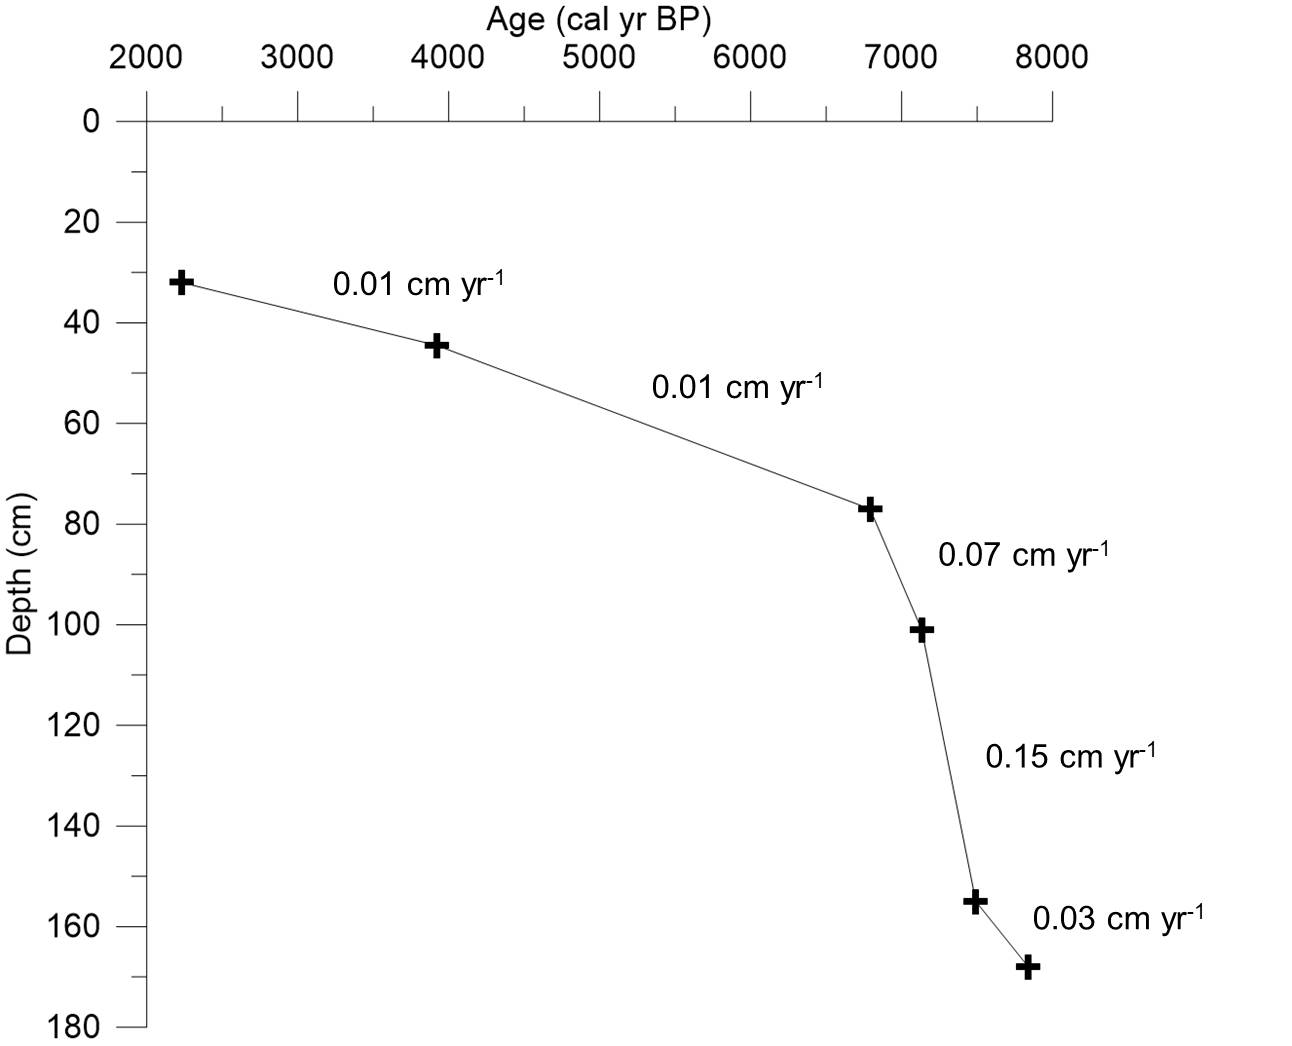 Age (cal yr BP)
2000 3000 4000 5000 6000 7000 8000
0
20
0.01 cm yr⁻¹
40
0.01 cm yr⁻¹
60
Depth (cm)
80
0.07 cm yr⁻¹
100
120
0.15 cm yr⁻¹
140
160
0.03 cm yr⁻¹
180